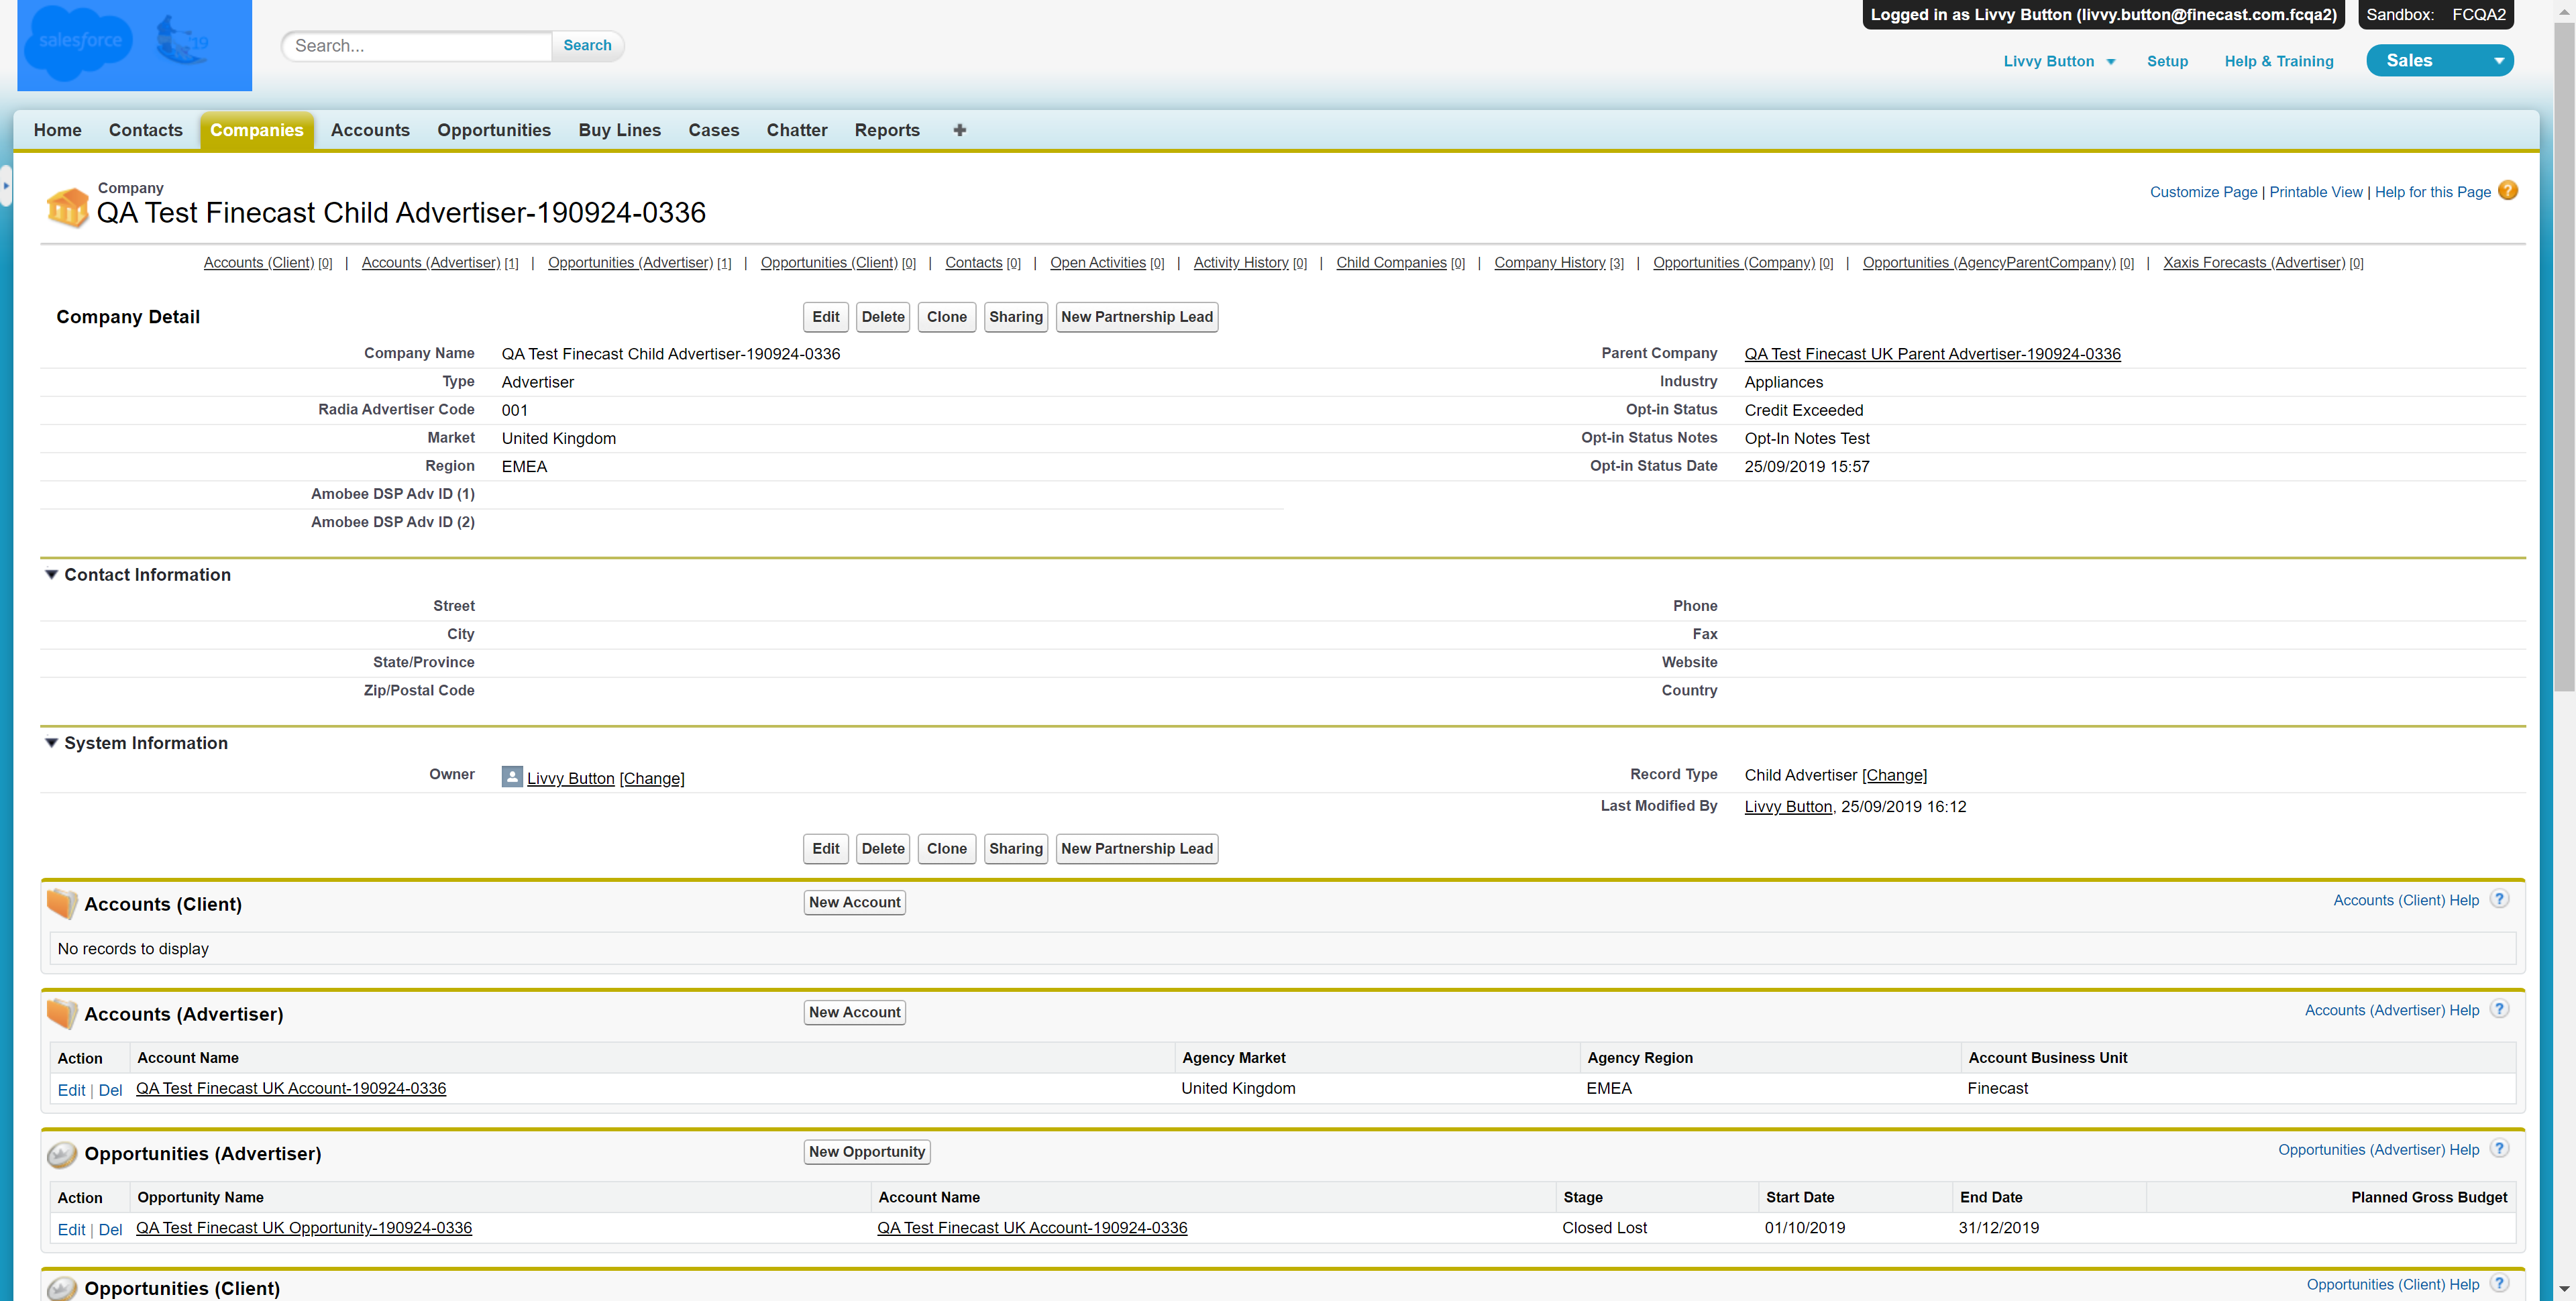 salesforce 19
Search... Search
Logged in as Livvy Button (livvy.button@finecast.com.fcqa2) Sandbox: FCQA2
Livvy Button Setup Help & Training Sales
Home Contacts Companies Accounts Opportunities Buy Lines Cases Chatter Reports
Company
QA Test Finecast Child Advertiser-190924-0336
Customize Page | Printable View | Help for this Page ?
Accounts (Client) [0] | Accounts (Advertiser) [1] | Opportunities (Advertiser) [1] | Opportunities (Client) [0] | Contacts [0] | Open Activities [0] | Activity History [0] | Child Companies [0] | Company History [3] | Opportunities (Company) [0] | Opportunities (AgencyParentCompany) [0] | Xaxis Forecasts (Advertiser) [0]
Company Detail Edit Delete Clone Sharing New Partnership Lead
Company Name QA Test Finecast Child Advertiser-190924-0336 Parent Company QA Test Finecast UK Parent Advertiser-190924-0336
Type Advertiser Industry Appliances
Radia Advertiser Code 001 Opt-in Status Credit Exceeded
Market United Kingdom Opt-in Status Notes Opt-In Notes Test
Region EMEA Opt-in Status Date 25/09/2019 15:57
Amobee DSP Adv ID (1)
Amobee DSP Adv ID (2)
Contact Information
Street Phone
City Fax
State/Province Website
Zip/Postal Code Country
System Information
Owner Livvy Button [Change] Record Type Child Advertiser [Change]
Last Modified By Livvy Button, 25/09/2019 16:12
Edit Delete Clone Sharing New Partnership Lead
Accounts (Client) New Account Accounts (Client) Help ?
No records to display
Accounts (Advertiser) New Account Accounts (Advertiser) Help ?
Action Account Name Agency Market Agency Region Account Business Unit
Edit | Del QA Test Finecast UK Account-190924-0336 United Kingdom EMEA Finecast
Opportunities (Advertiser) New Opportunity Opportunities (Advertiser) Help ?
Action Opportunity Name Account Name Stage Start Date End Date Planned Gross Budget
Edit | Del QA Test Finecast UK Opportunity-190924-0336 QA Test Finecast UK Account-190924-0336 Closed Lost 01/10/2019 31/12/2019
Opportunities (Client) Opportunities (Client) Help ?